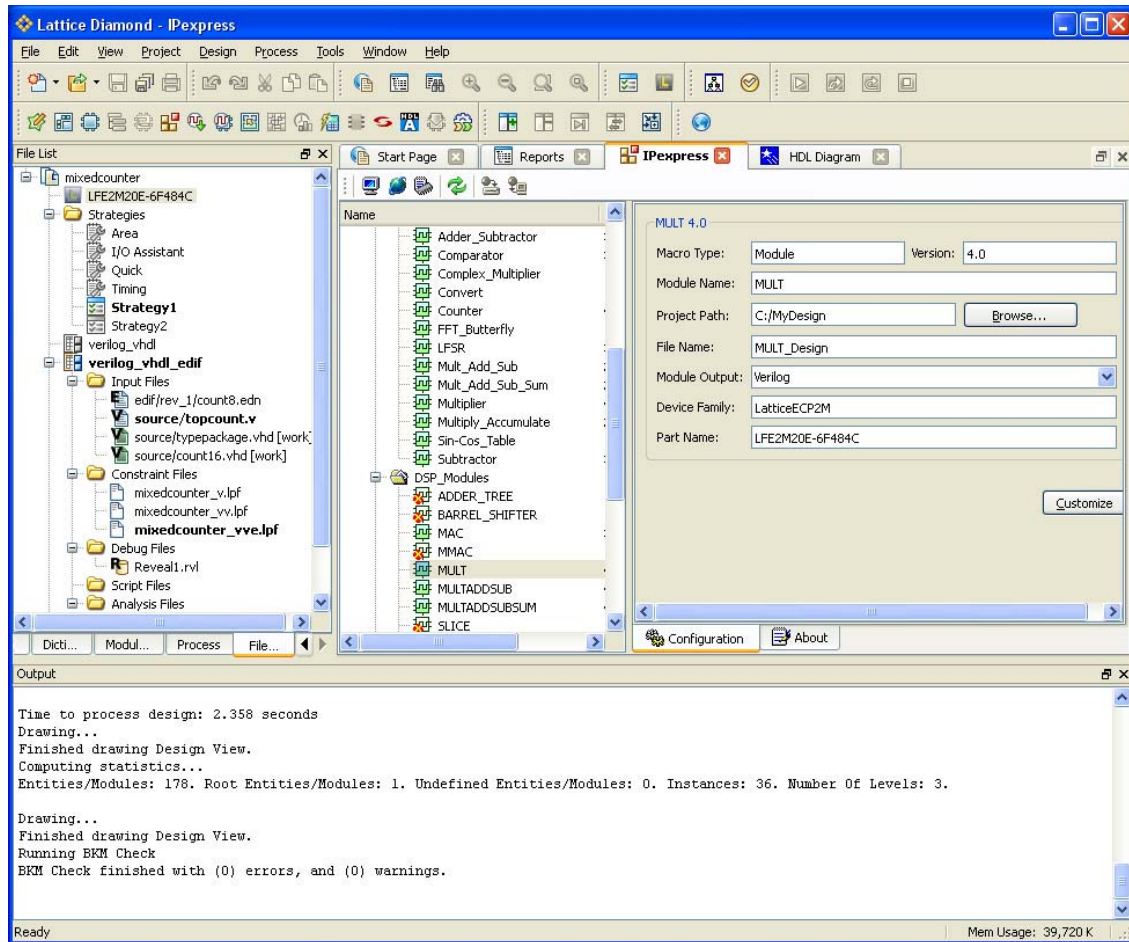 Lattice Diamond - IPexpress
File Edit View Project Design Process Tools Window Help
File List
Start Page
Reports
IPexpress
HDL Diagram
mixedcounter
LFE2M20E-6F484C
Strategies
Area
I/O Assistant
Quick
Timing
Strategy1
Strategy2
verilog_vhdl
verilog_vhdl_edif
Input Files
edif/rev_1/count8.edn
source/topcount.v
source/typepackage.vhd [work]
source/count16.vhd [work]
Constraint Files
mixedcounter_v.lpf
mixedcounter_vv.lpf
mixedcounter_vve.lpf
Debug Files
Reveal1.rvl
Script Files
Analysis Files
Dicti... Modul... Process File...
Name
Adder_Subtractor
Comparator
Complex_Multiplier
Convert
Counter
FFT_Butterfly
LFSR
Mult_Add_Sub
Mult_Add_Sub_Sum
Multiplier
Multiply_Accumulate
Sin-Cos_Table
Subtractor
DSP_Modules
ADDER_TREE
BARREL_SHIFTER
MAC
MMAC
MULT
MULTADDSUB
MULTADDSUBSUM
SLICE
MULT 4.0
Macro Type: Module Version: 4.0
Module Name: MULT
Project Path: C:/MyDesign Browse...
File Name: MULT_Design
Module Output: Verilog
Device Family: LatticeECP2M
Part Name: LFE2M20E-6F484C
Customize
Configuration About
Output
Time to process design: 2.358 seconds
Drawing...
Finished drawing Design View.
Computing statistics...
Entities/Modules: 178. Root Entities/Modules: 1. Undefined Entities/Modules: 0. Instances: 36. Number Of Levels: 3.
Drawing...
Finished drawing Design View.
Running BKM Check
BKM Check finished with (0) errors, and (0) warnings.
Ready Mem Usage: 39,720 K